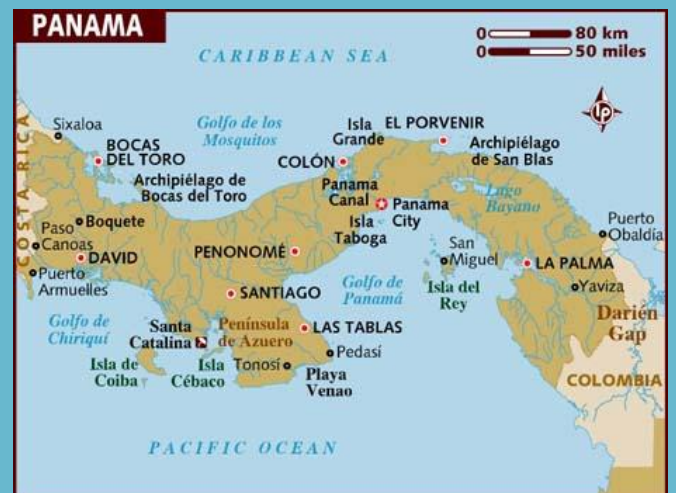 PANAMA
0 80 km
0 50 miles
CARIBBEAN SEA
COSTA RICA
Sixaloa
BOCAS
DEL TORO
Archipiélago de
Bocas del Toro
Golfo de los
Mosquitos
Isla
Grande
EL PORVENIR
Archipiélago
de San Blas
lp
COLÓN
Panama
Canal
Panama
City
Isla
Taboga
Lago
Bayano
Puerto
Obaldía
Boquete
Paso
Canoas
DAVID
Puerto
Armuelles
PENONOMÉ
San
Miguel
Isla del
Rey
LA PALMA
Yaviza
Darién
Gap
SANTIAGO
Golfo de
Panamá
Golfo de
Chiriquí
Santa
Catalina
Península
de Azuero
LAS TABLAS
Isla de
Coiba
Isla
Cébaco
Tonosí
Pedasí
Playa
Venao
COLOMBIA
PACIFIC OCEAN